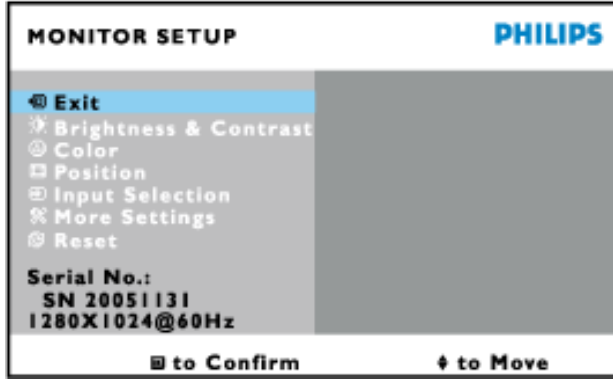 MONITOR SETUP
PHILIPS
Exit
Brightness & Contrast
Color
Position
Input Selection
More Settings
Reset
Serial No.:
SN 20051131
1280X1024@60Hz
to Confirm
to Move